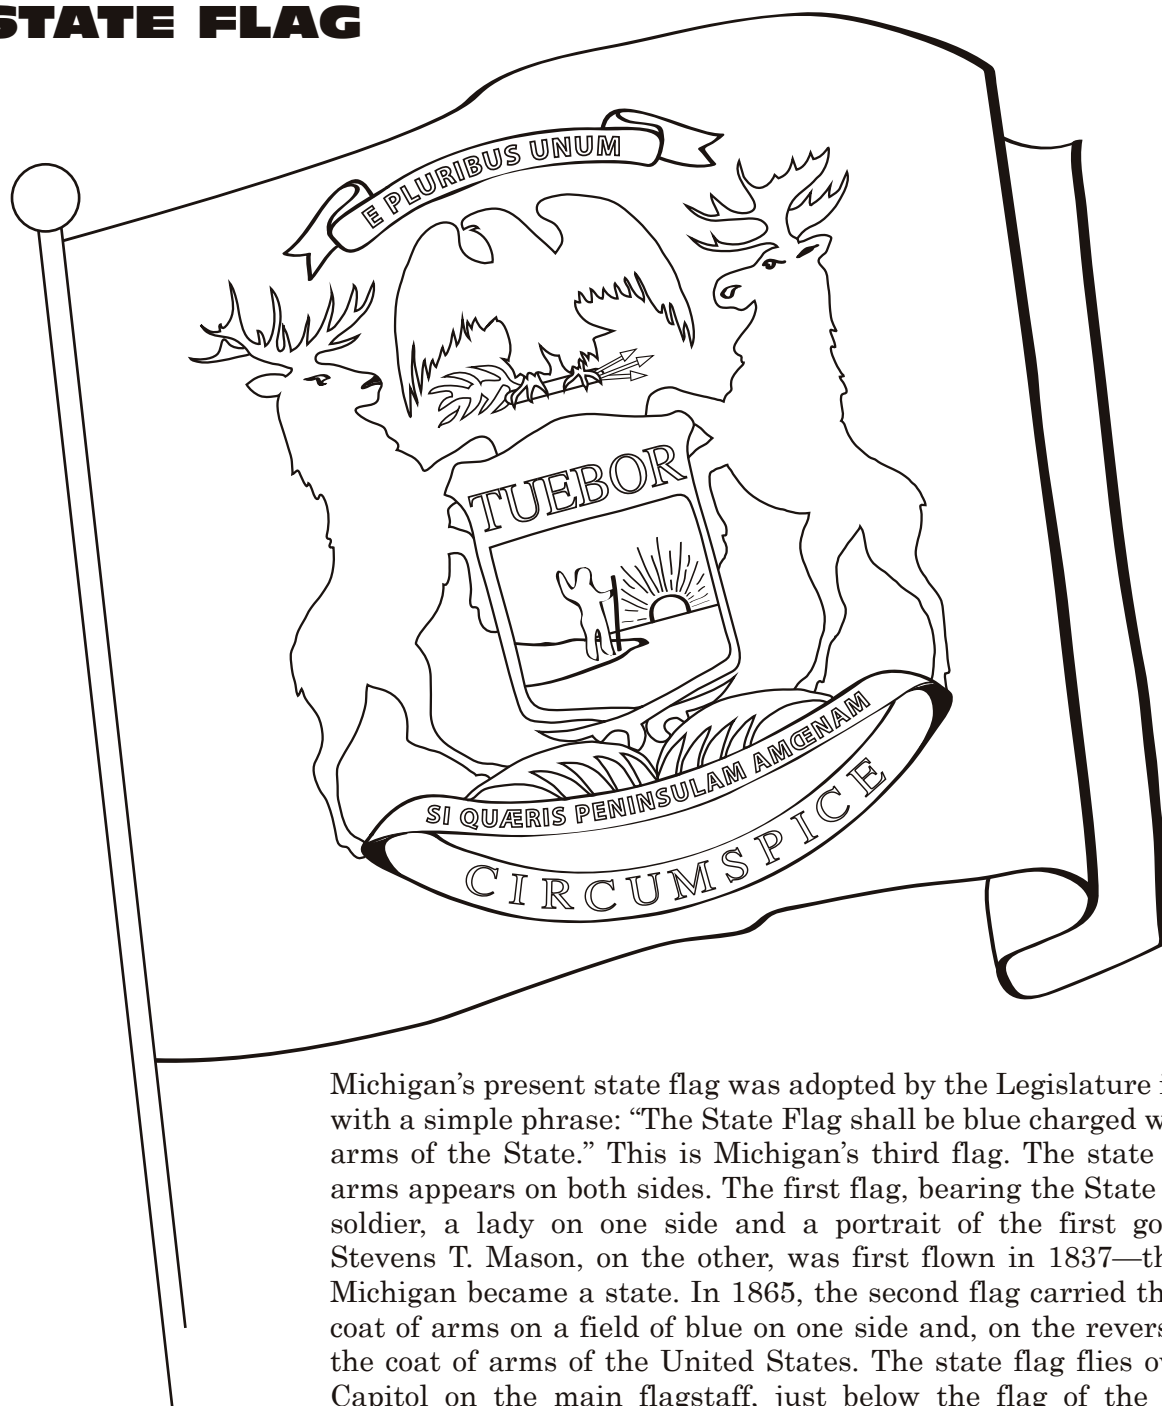 STATE FLAG
E PLURIBUS UNUM
TUEBOR
SI QUÆRIS PENINSULAM AMŒNAM
CIRCUMSPICE
Michigan’s present state flag was adopted by the Legislature
with a simple phrase: “The State Flag shall be blue charged
arms of the State.” This is Michigan’s third flag. The state
arms appears on both sides. The first flag, bearing the State
soldier, a lady on one side and a portrait of the first
Stevens T. Mason, on the other, was first flown in 1837—
Michigan became a state. In 1865, the second flag carried
coat of arms on a field of blue on one side and, on the
the coat of arms of the United States. The state flag flies
Capitol on the main flagstaff, just below the flag of the